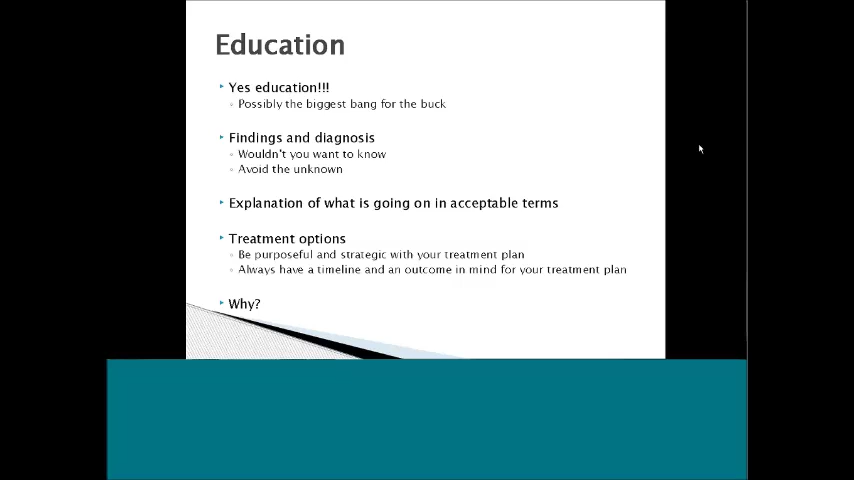 Education
Yes education!!!
Possibly the biggest bang for the buck
Findings and diagnosis
Wouldn't you want to know
Avoid the unknown
Explanation of what is going on in acceptable terms
Treatment options
Be purposeful and strategic with your treatment plan
Always have a timeline and an outcome in mind for your treatment plan
Why?